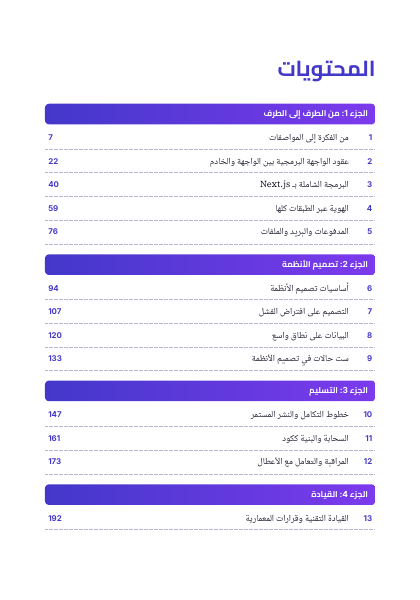 المحتويات
الجزء 1: من الطرف إلى الطرف
1 من الفكرة إلى المواصفات 7
2 عقود الواجهة البرمجية بين الواجهة والخادم 22
3 البرمجة الشاملة بـ Next.js 40
4 الهوية عبر الطبقات كلها 59
5 المدفوعات والبريد والملفات 76
الجزء 2: تصميم الأنظمة
6 أساسيات تصميم الأنظمة 94
7 التصميم على افتراض الفشل 107
8 البيانات على نطاق واسع 120
9 ست حالات في تصميم الأنظمة 133
الجزء 3: التسليم
10 خطوط التكامل والنشر المستمر 147
11 السحابة والبنية ككود 161
12 المراقبة والتعامل مع الأعطال 173
الجزء 4: القيادة
13 القيادة التقنية وقرارات المعمارية 192